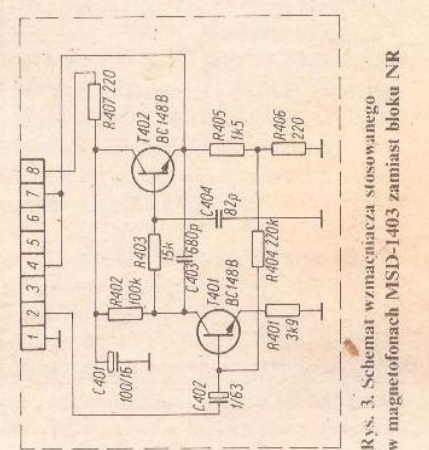 1 2 3 4 5 6 7 8
R407 220
T402
BC148B
C401
100/16
R402
100k
R403
15k
C403 680p
C404
82p
R405
1k5
R406
220
R404 220k
T401
BC148B
C402
1/63
R401
3k9
Rys. 3. Schemat wzmacniacza stosowanego
w magnetofonach MSD-1403 zamiast bloku NR